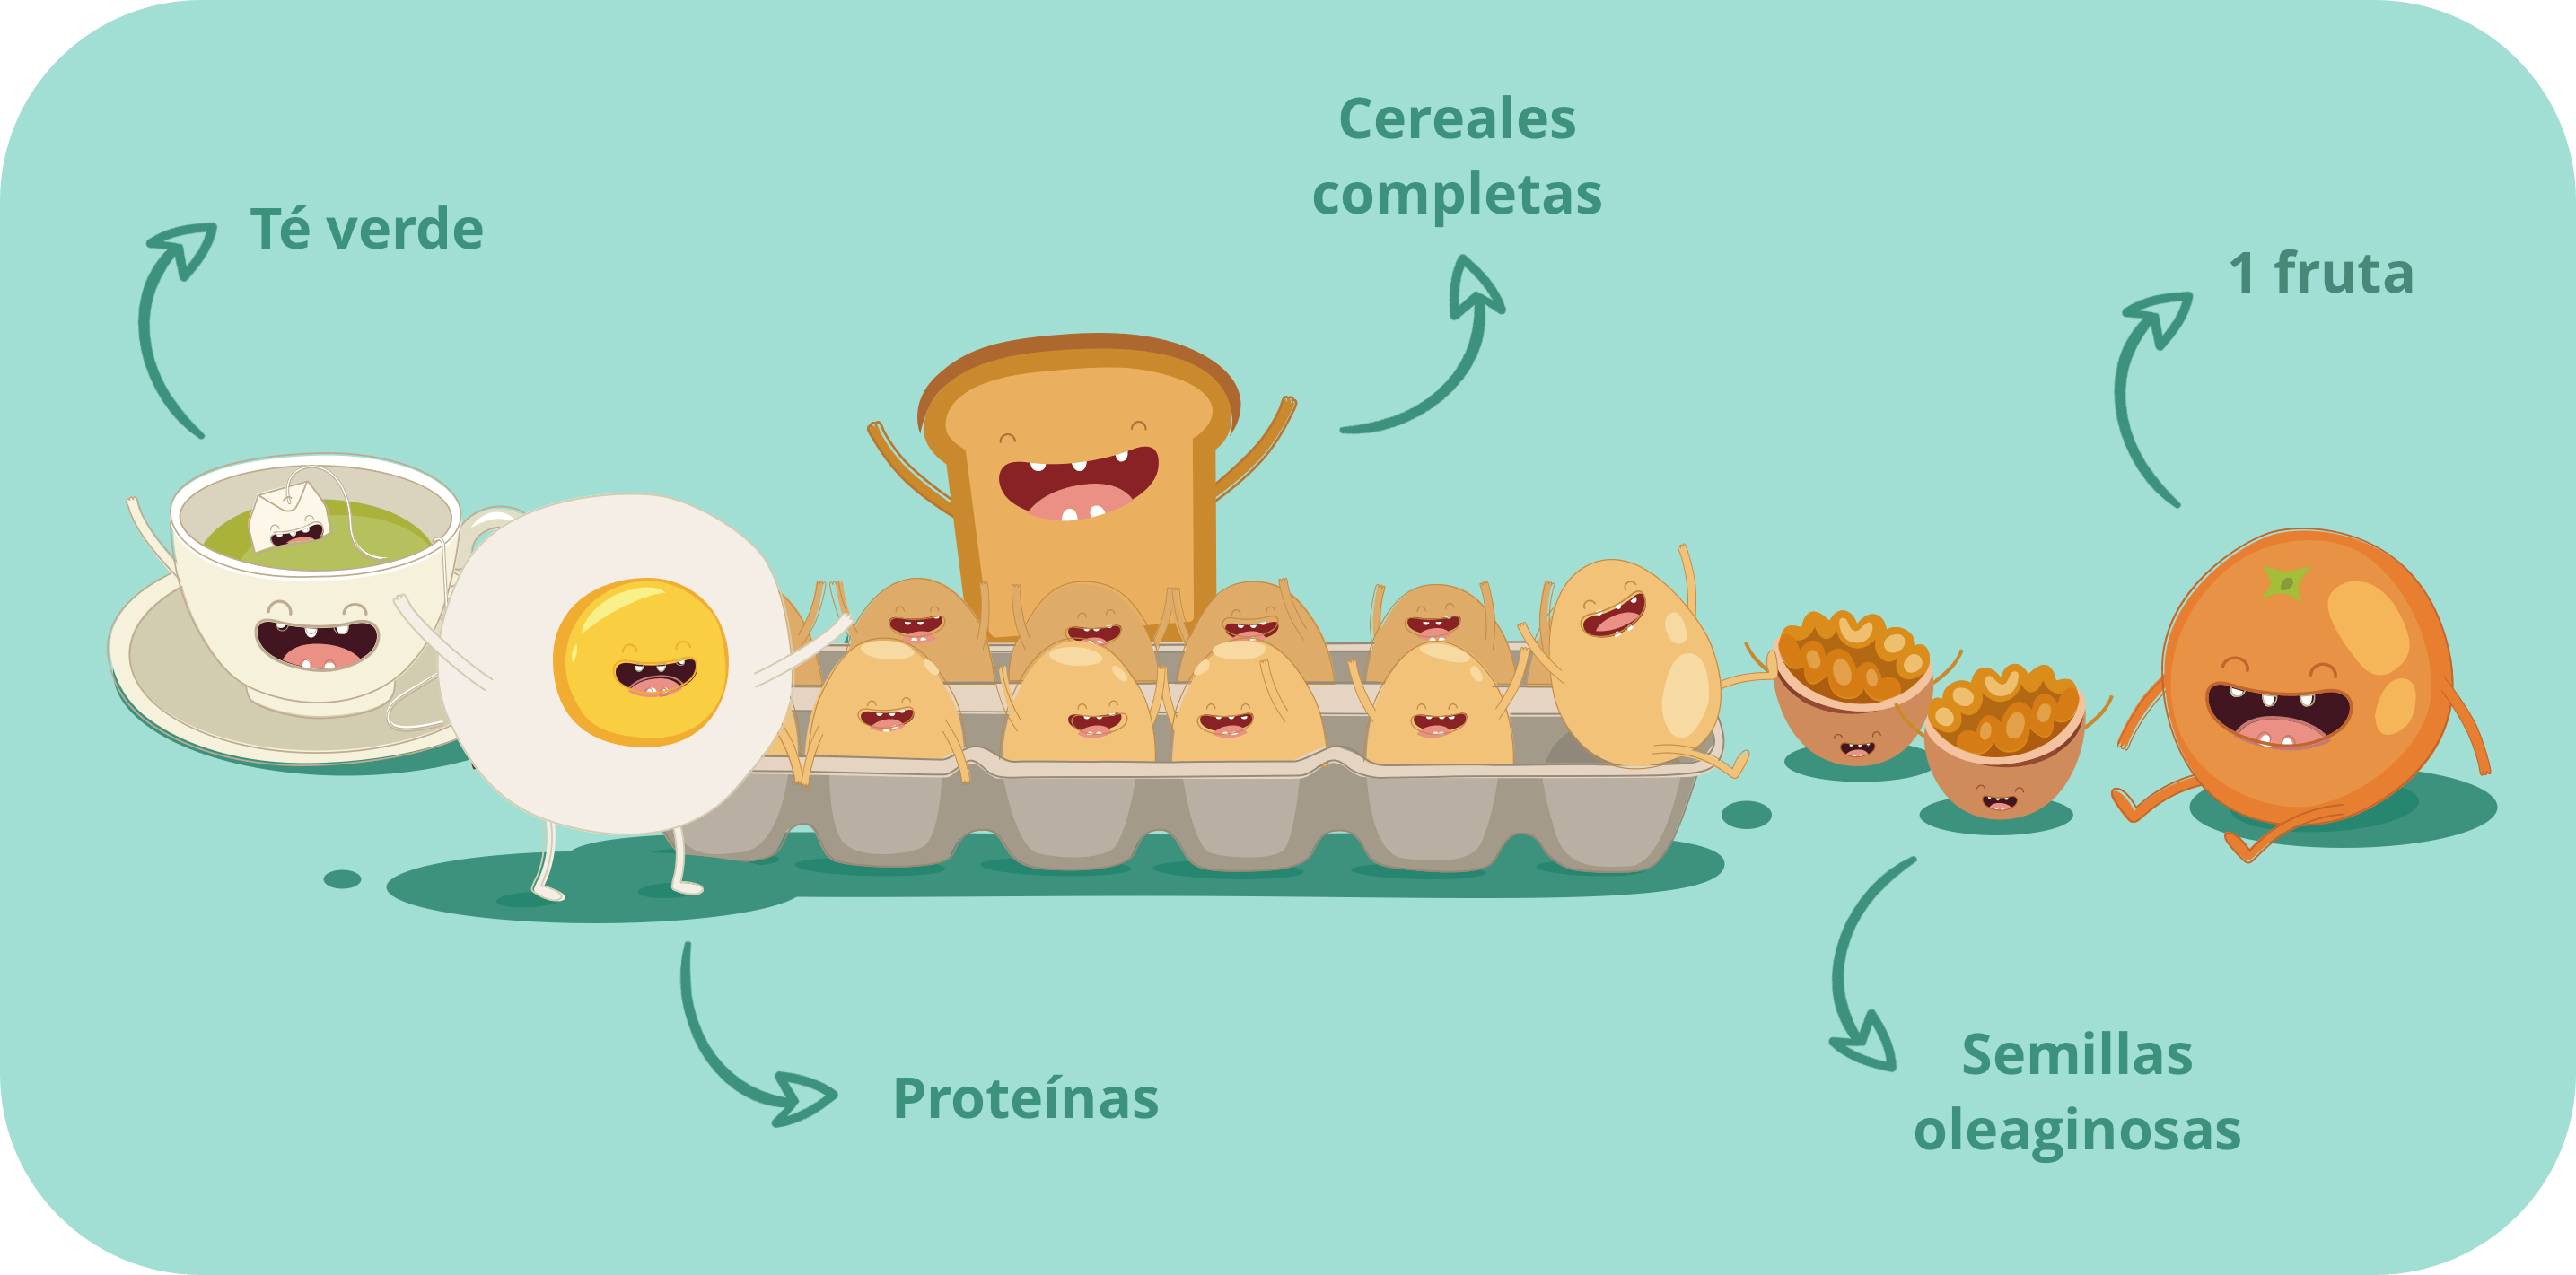 Té verde
Cereales
completas
1 fruta
Proteínas
Semillas
oleaginosas